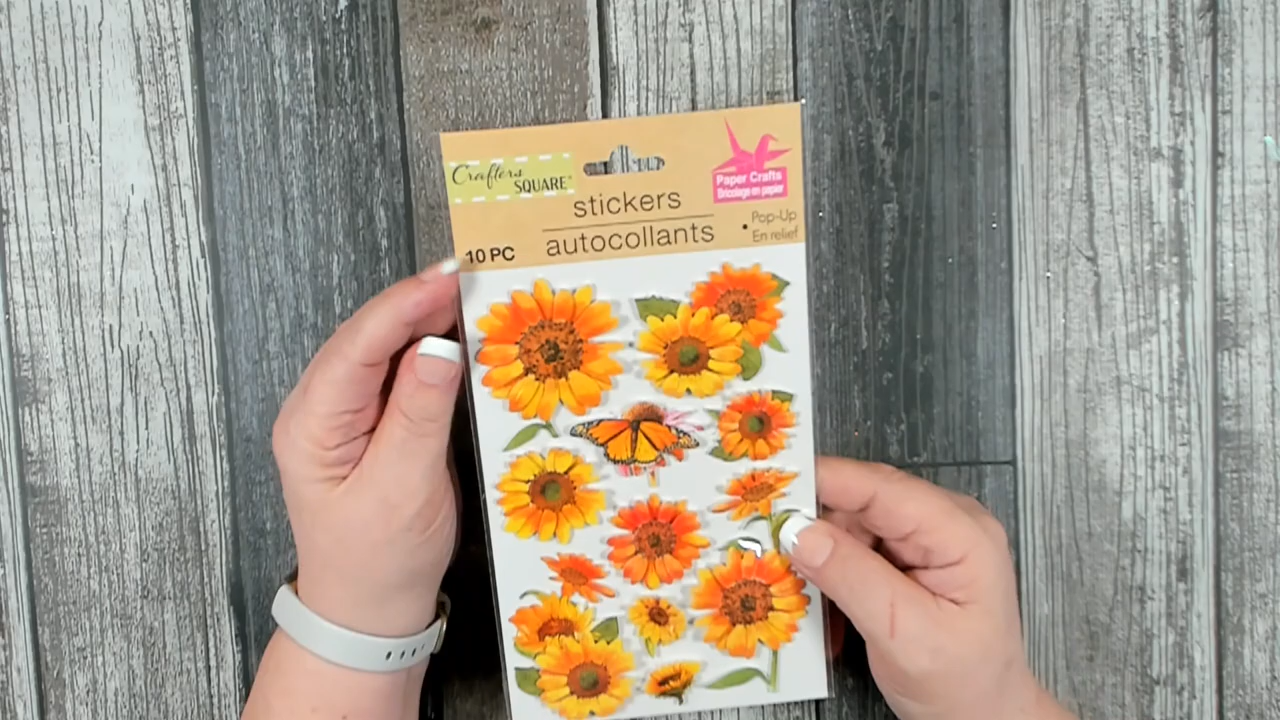 Crafters
SQUARE
stickers
autocollants
10 PC
Paper Crafts
Bricolage en papier
• Pop-Up
En relief